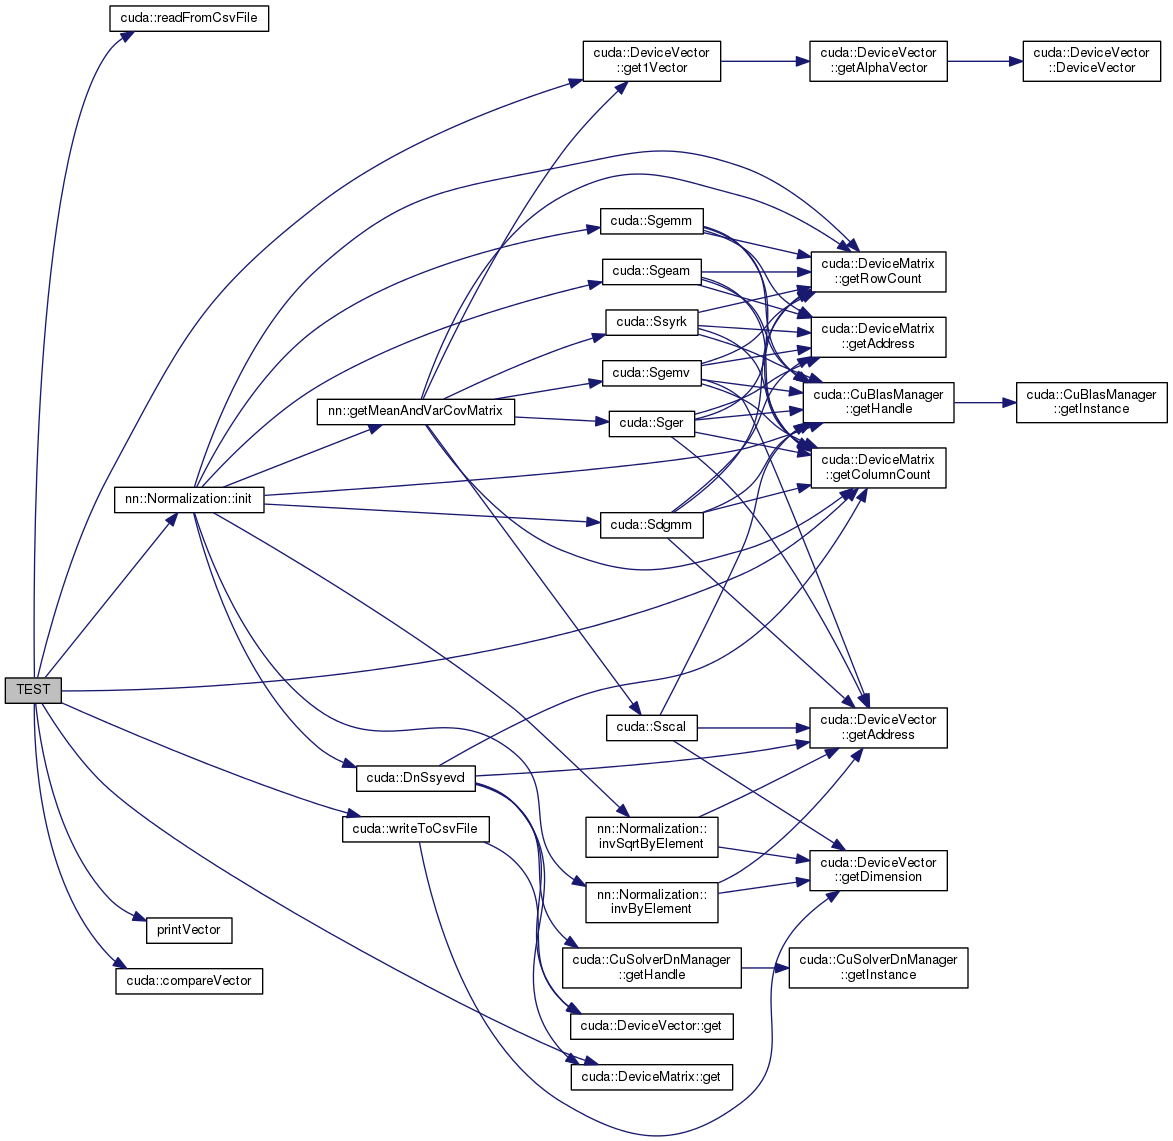 cuda::readFromCsvFile
cuda::DeviceVector
::get1Vector
cuda::DeviceVector
::getAlphaVector
cuda::DeviceVector
::DeviceVector
cuda::Sgemm
cuda::Sgeam
cuda::DeviceMatrix
::getRowCount
cuda::Ssyrk
cuda::DeviceMatrix
::getAddress
cuda::Sgemv
nn::getMeanAndVarCovMatrix
cuda::Sger
cuda::CuBlasManager
::getHandle
cuda::CuBlasManager
::getInstance
cuda::DeviceMatrix
::getColumnCount
nn::Normalization::init
cuda::Sdgmm
TEST
cuda::Sscal
cuda::DeviceVector
::getAddress
cuda::DnSsyevd
cuda::writeToCsvFile
nn::Normalization::
invSqrtByElement
cuda::DeviceVector
::getDimension
nn::Normalization::
invByElement
printVector
cuda::compareVector
cuda::CuSolverDnManager
::getHandle
cuda::CuSolverDnManager
::getInstance
cuda::DeviceVector::get
cuda::DeviceMatrix::get